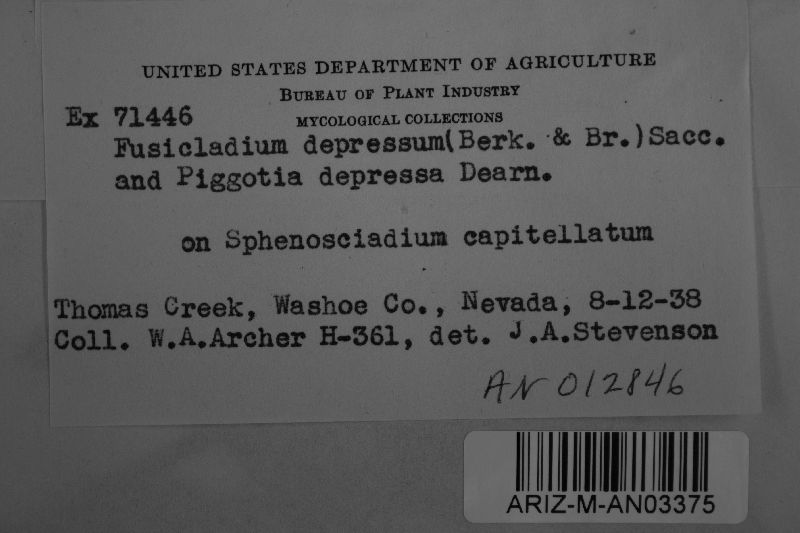 UNITED STATES DEPARTMENT OF AGRICULTURE
BUREAU OF PLANT INDUSTRY
Ex 71446
MYCOLOGICAL COLLECTIONS
Fusicladium depressum(Berk. & Br.)Sacc.
and Piggotia depressa Dearn.
on Sphenosciadium capitellatum
Thomas Creek, Washoe Co., Nevada, 8-12-38
Coll. W.A.Archer H-361, det. J.A.Stevenson
AN 012846
ARIZ-M-AN03375